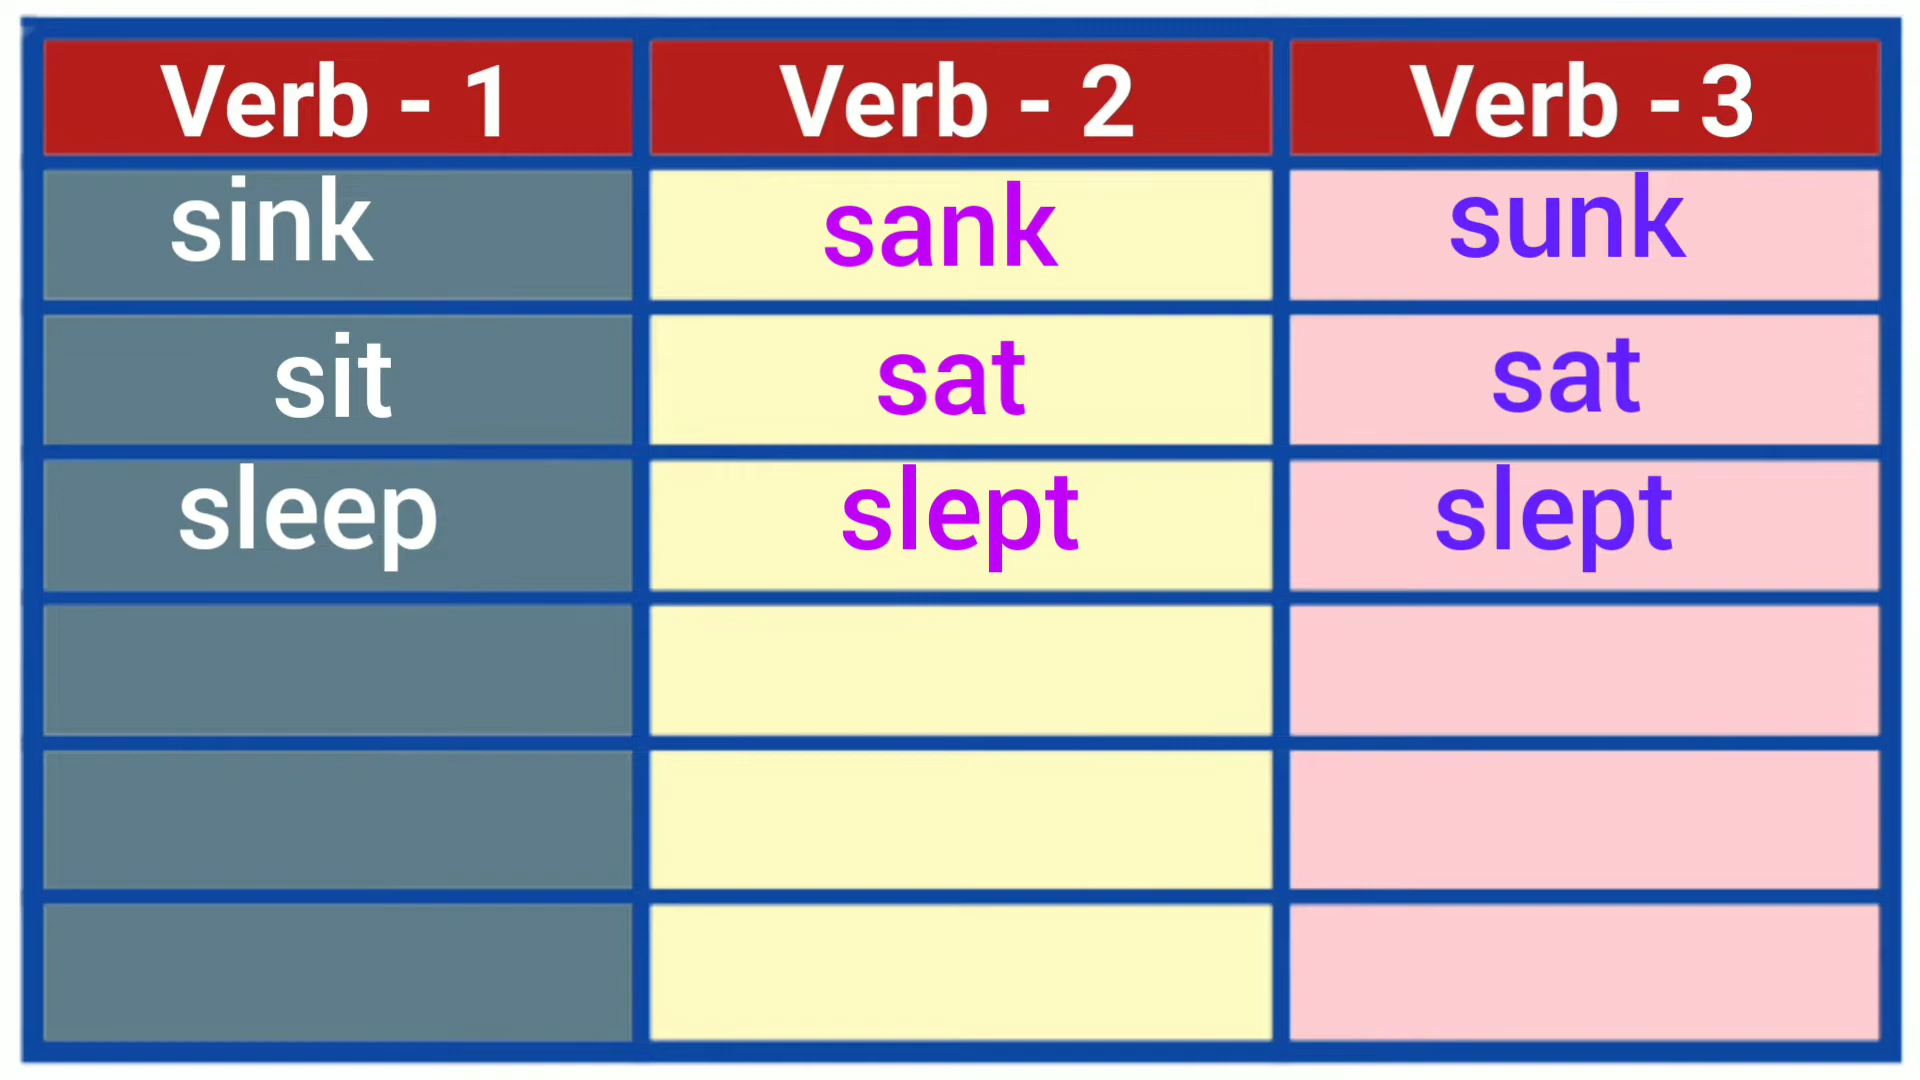 Verb - 1 Verb - 2 Verb - 3
sink sank sunk
sit sat sat
sleep slept slept